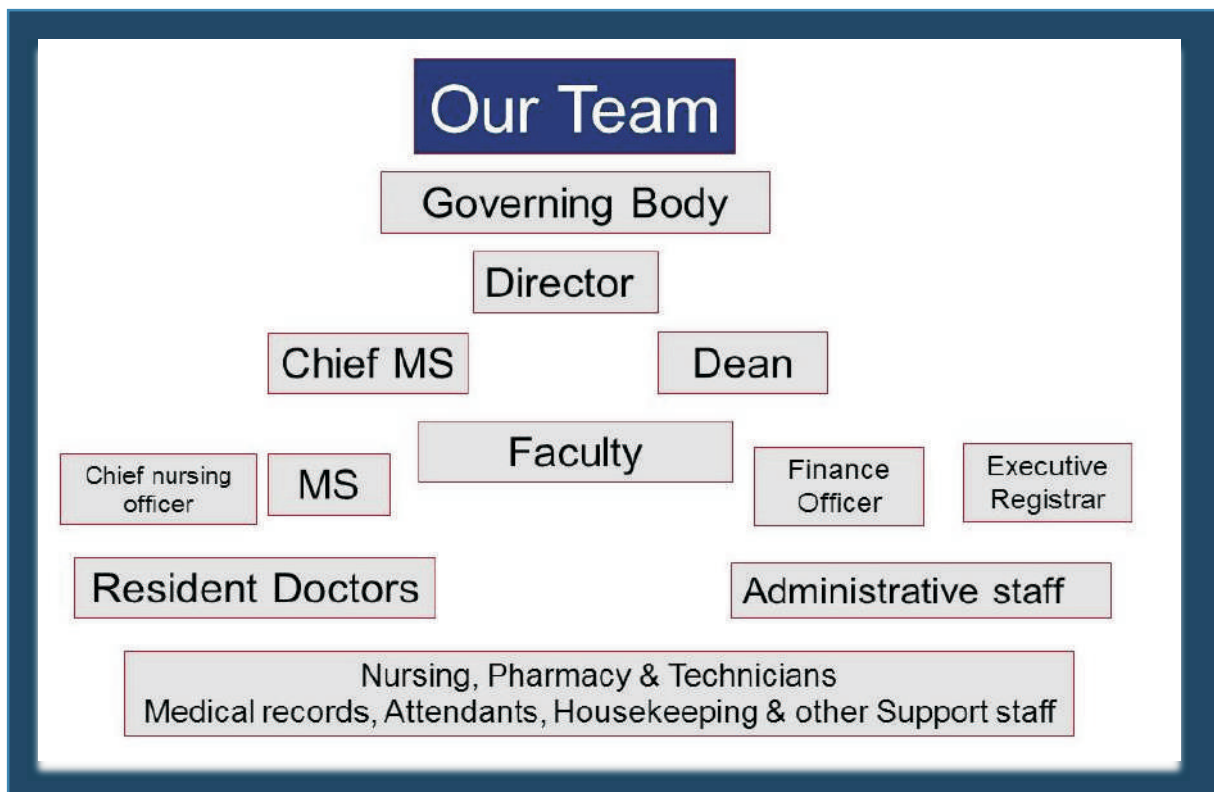 Our Team
Governing Body
Director
Chief MS
Dean
Faculty
Chief nursing
officer
MS
Finance
Officer
Executive
Registrar
Resident Doctors
Administrative staff
Nursing, Pharmacy & Technicians
Medical records, Attendants, Housekeeping & other Support staff